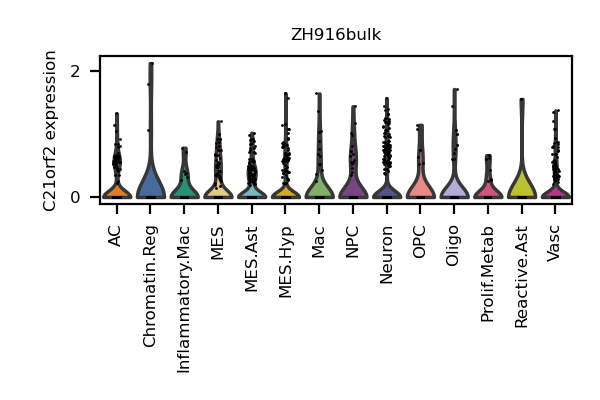 ZH916bulk
C21orf2 expression
2
0
AC
Chromatin.Reg
Inflammatory.Mac
MES
MES.Ast
MES.Hyp
Mac
NPC
Neuron
OPC
Oligo
Prolif.Metab
Reactive.Ast
Vasc